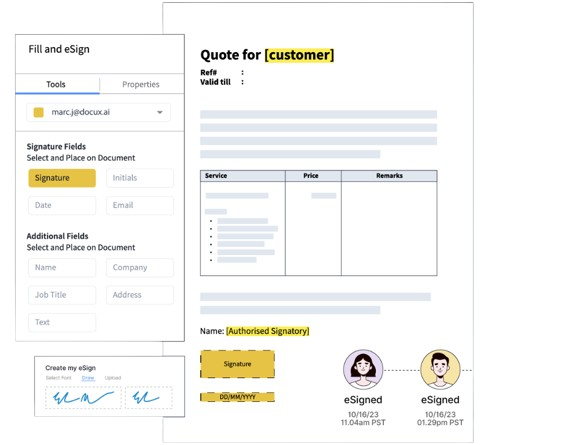 Fill and eSign
Tools
Properties
marc.j@docux.ai
Signature Fields
Select and Place on Document
Signature
Initials
Date
Email
Additional Fields
Select and Place on Document
Name
Company
Job Title
Address
Text
Create my eSign
Select Font
Draw
Upload
Quote for [customer]
Ref# :
Valid till :
Service
Price
Remarks
Name: [Authorised Signatory]
Signature
DD/MM/YYYY
eSigned
10/16/23
11.04am PST
eSigned
10/16/23
01.29pm PST